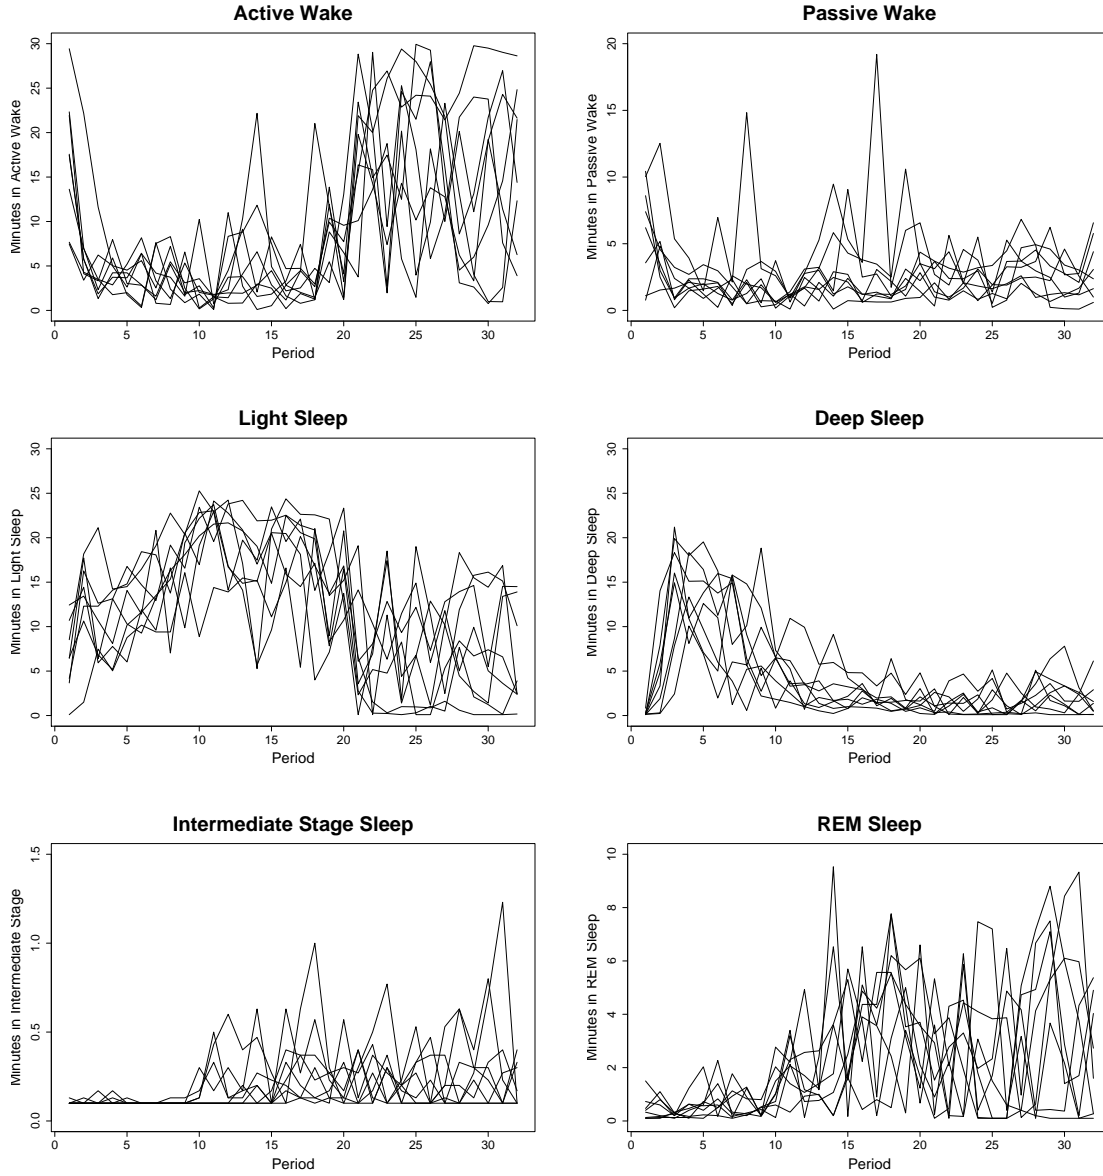 Active Wake
Passive Wake
Minutes in Active Wake
0 5 10 15 20 25 30
0 5 10 15 20 25 30
Period
Minutes in Passive Wake
0 5 10 15 20
0 5 10 15 20 25 30
Period
Light Sleep
Deep Sleep
Minutes in Light Sleep
0 5 10 15 20 25 30
0 5 10 15 20 25 30
Period
Minutes in Deep Sleep
0 5 10 15 20 25 30
0 5 10 15 20 25 30
Period
Intermediate Stage Sleep
REM Sleep
Minutes in Intermediate Stage
0.0 0.5 1.0 1.5
0 5 10 15 20 25 30
Period
Minutes in REM Sleep
0 2 4 6 8 10
0 5 10 15 20 25 30
Period